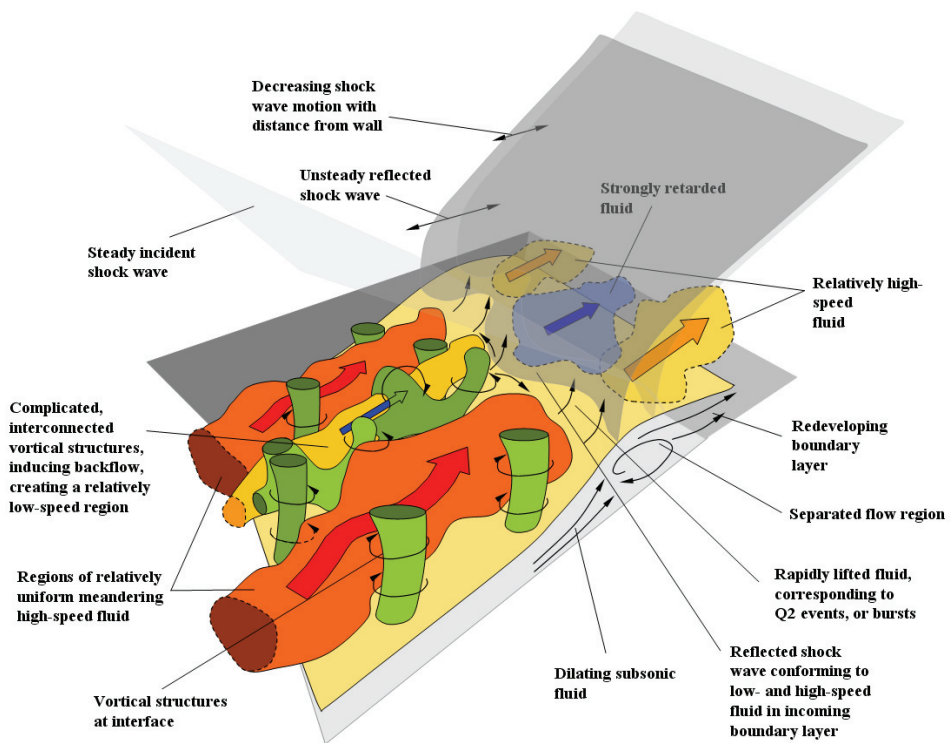 Decreasing shock
wave motion with
distance from wall
Unsteady reflected
shock wave
Strongly retarded
fluid
Steady incident
shock wave
Relatively high-
speed
fluid
Complicated,
interconnected
vortical structures,
inducing backflow,
creating a relatively
low-speed region
Redeveloping
boundary
layer
Separated flow region
Regions of relatively
uniform meandering
high-speed fluid
Rapidly lifted fluid,
corresponding to
Q2 events, or bursts
Vortical structures
at interface
Dilating subsonic
fluid
Reflected shock
wave conforming to
low- and high-speed
fluid in incoming
boundary layer